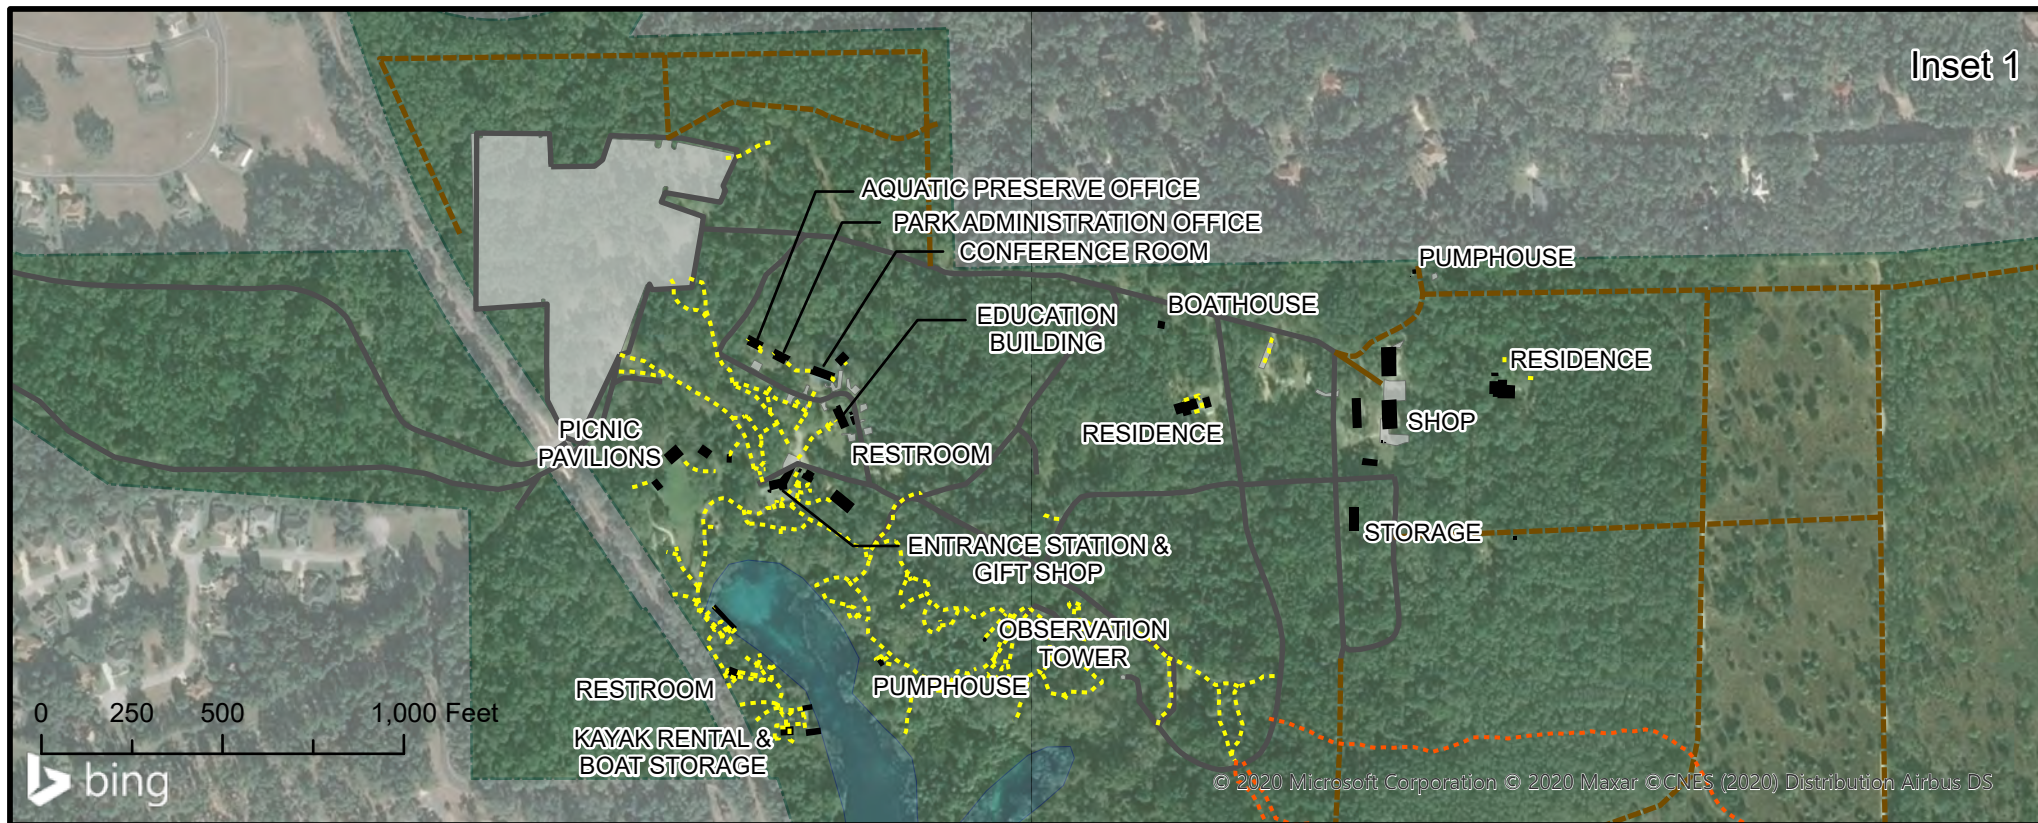 Inset 1
AQUATIC PRESERVE OFFICE
PARK ADMINISTRATION OFFICE
CONFERENCE ROOM
PUMPHOUSE
BOATHOUSE
EDUCATION
BUILDING
RESIDENCE
SHOP
PICNIC
PAVILIONS
RESTROOM
RESIDENCE
STORAGE
ENTRANCE STATION &
GIFT SHOP
OBSERVATION
TOWER
RESTROOM
PUMPHOUSE
0 250 500 1,000 Feet
KAYAK RENTAL &
BOAT STORAGE
bing
© 2020 Microsoft Corporation © 2020 Maxar ©CNES (2020) Distribution Airbus DS